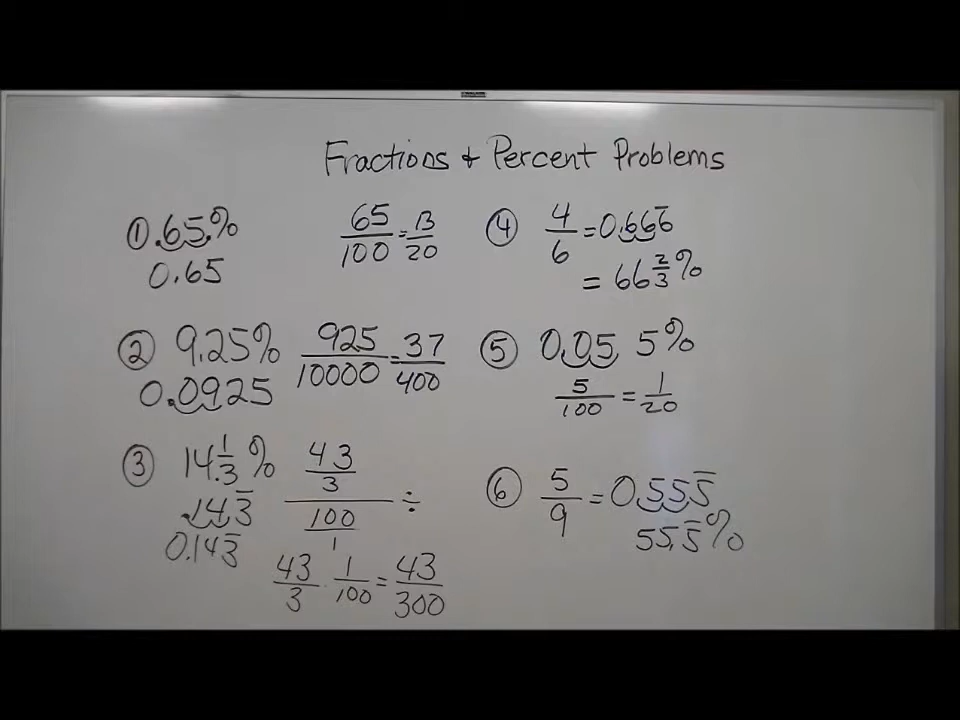 Fractions + Percent Problems
① .65.%
0.65
65/100 = 13/20
② 9.25%
0.0925
925/10000 = 37/400
③ 14 1/3 %
.143̅
0.143̅
43/3 / 100/1 ÷
43/3 · 1/100 = 43/300
④ 4/6 = 0.666̅
= 66 2/3 %
⑤ 0.05 5%
5/100 = 1/20
⑥ 5/9 = 0.555̅
55.5̅%